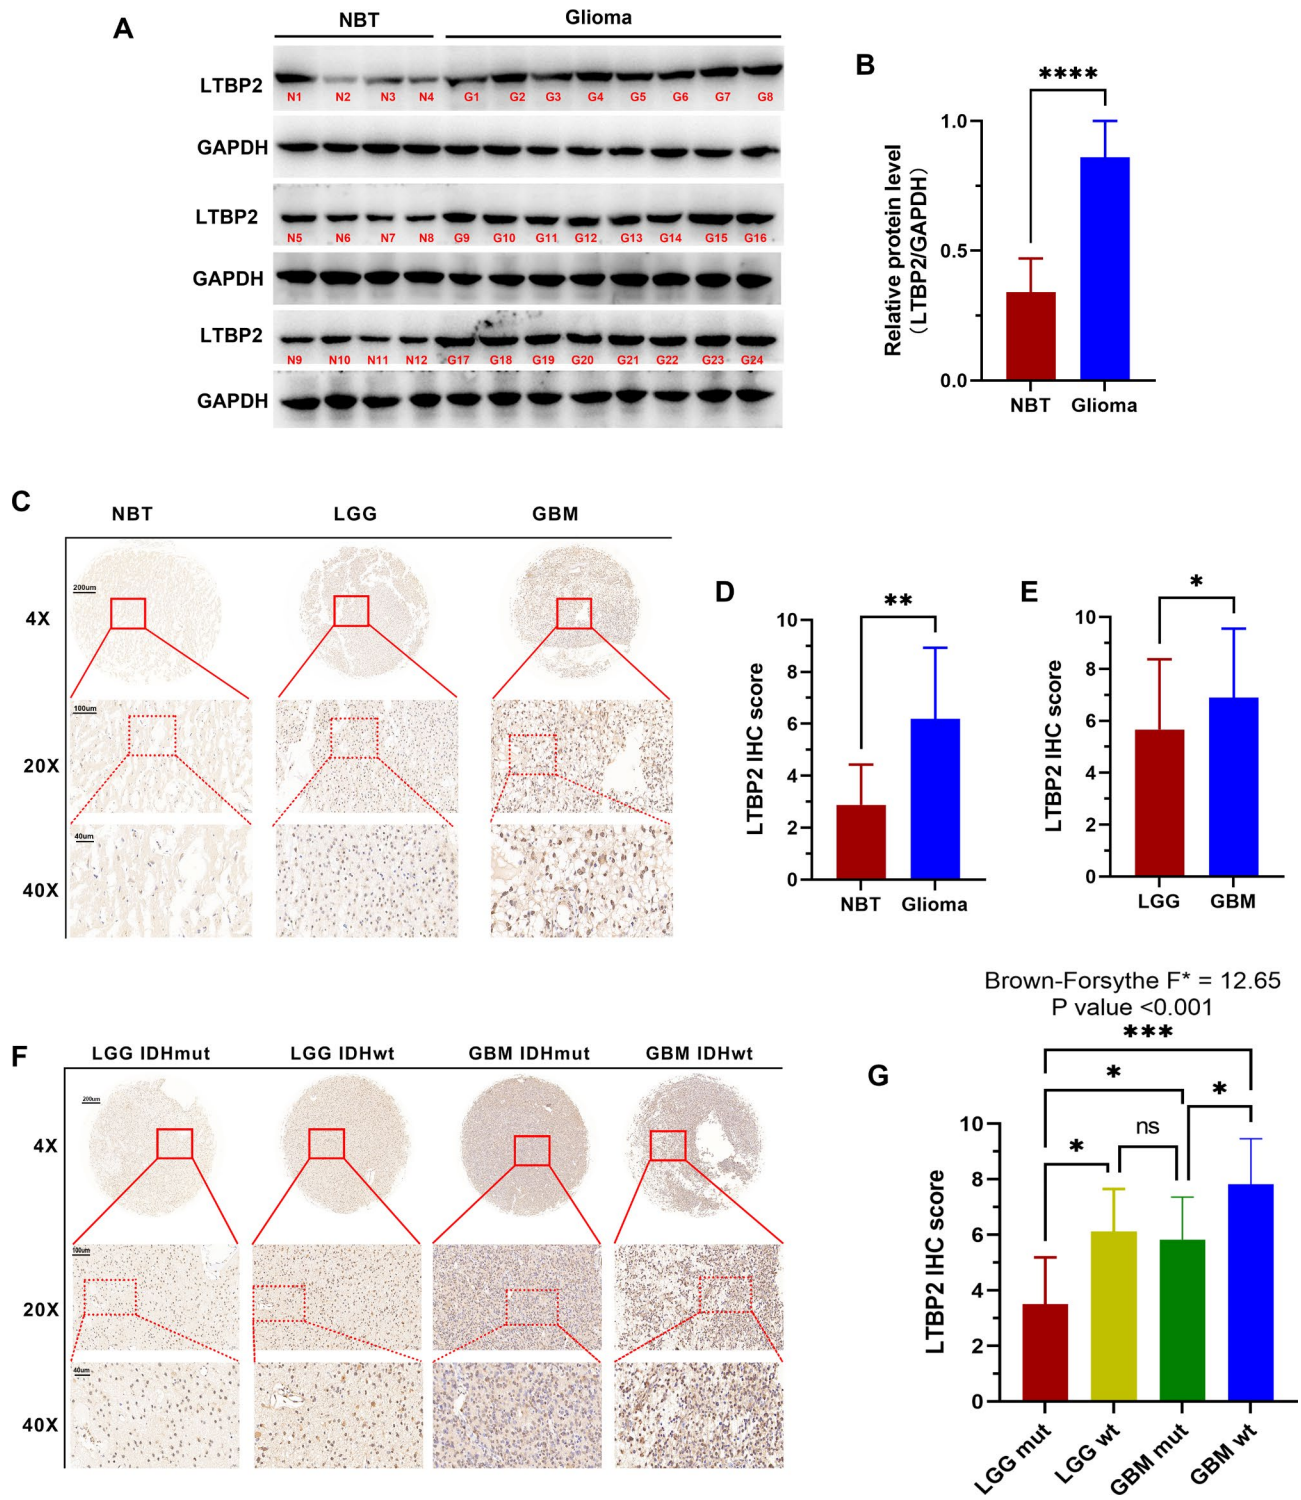 A
NBT Glioma
LTBP2
N1 N2 N3 N4 G1 G2 G3 G4 G5 G6 G7 G8
GAPDH
LTBP2
N5 N6 N7 N8 G9 G10 G11 G12 G13 G14 G15 G16
GAPDH
LTBP2
N9 N10 N11 N12 G17 G18 G19 G20 G21 G22 G23 G24
GAPDH
B
****
Relative protein level
(LTBP2/GAPDH)
1.0
0.5
0.0
NBT Glioma
C
NBT LGG GBM
4X
200um
20X
100um
40X
40um
D
**
LTBP2 IHC score
10
8
6
4
2
0
NBT Glioma
E
*
LTBP2 IHC score
10
8
6
4
2
0
LGG GBM
F
LGG IDHmut LGG IDHwt GBM IDHmut GBM IDHwt
4X
200um
20X
100um
40X
40um
Brown-Forsythe F* = 12.65
P value <0.001
G
***
*
*
ns
*
LTBP2 IHC score
10
8
6
4
2
0
LGG mut
LGG wt
GBM mut
GBM wt